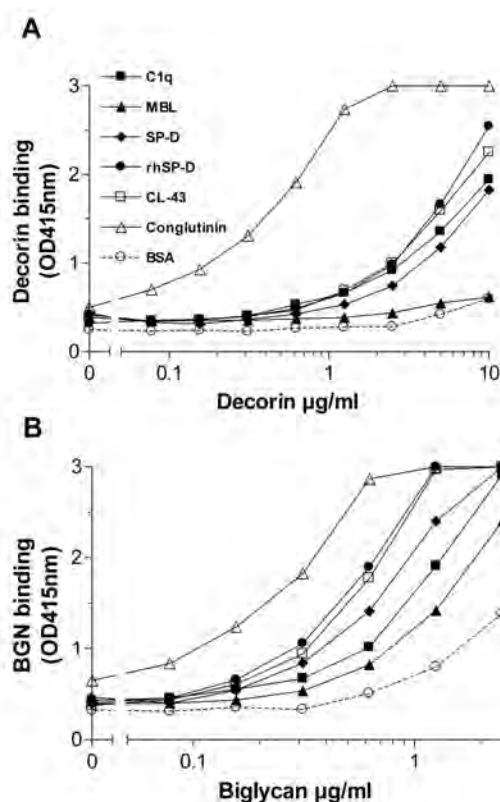 A
C1q
MBL
SP-D
rhSP-D
CL-43
Conglutinin
BSA
Decorin binding
(OD415nm)
3
2
1
0
0
0.1
1
10
Decorin µg/ml
B
BGN binding
(OD415nm)
3
2
1
0
0
0.1
1
Biglycan µg/ml